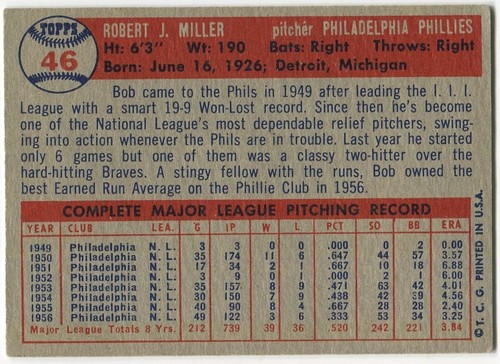 TOPPS
46
ROBERT J. MILLER pitcher PHILADELPHIA PHILLIES
Ht: 6'3" Wt: 190 Bats: Right Throws: Right
Born: June 16, 1926; Detroit, Michigan
Bob came to the Phils in 1949 after leading the I. I. I.
League with a smart 19-9 Won-Lost record. Since then he's become
one of the National League's most dependable relief pitchers, swing-
ing into action whenever the Phils are in trouble. Last year he started
only 6 games but one of them was a classy two-hitter over the
hard-hitting Braves. A stingy fellow with the runs, Bob owned the
best Earned Run Average on the Phillie Club in 1956.
COMPLETE MAJOR LEAGUE PITCHING RECORD
YEAR CLUB LEA. G IP W L PCT SO BB ERA
1949 Philadelphia N. L. 3 3 0 0 .000 0 2 0.00
1950 Philadelphia N. L. 35 174 11 6 .647 44 57 3.57
1951 Philadelphia N. L. 17 34 2 1 .667 10 18 6.88
1952 Philadelphia N. L. 3 9 0 1 .000 2 1 6.00
1953 Philadelphia N. L. 35 157 8 9 .471 63 42 4.01
1954 Philadelphia N. L. 30 150 7 9 .438 42 39 4.56
1955 Philadelphia N. L. 40 90 8 4 .667 28 28 2.40
1956 Philadelphia N. L. 49 122 3 6 .333 53 34 3.25
Major League Totals 8 Yrs. 212 739 39 36 .520 242 221 3.84
© T. C. G. PRINTED IN U.S.A.